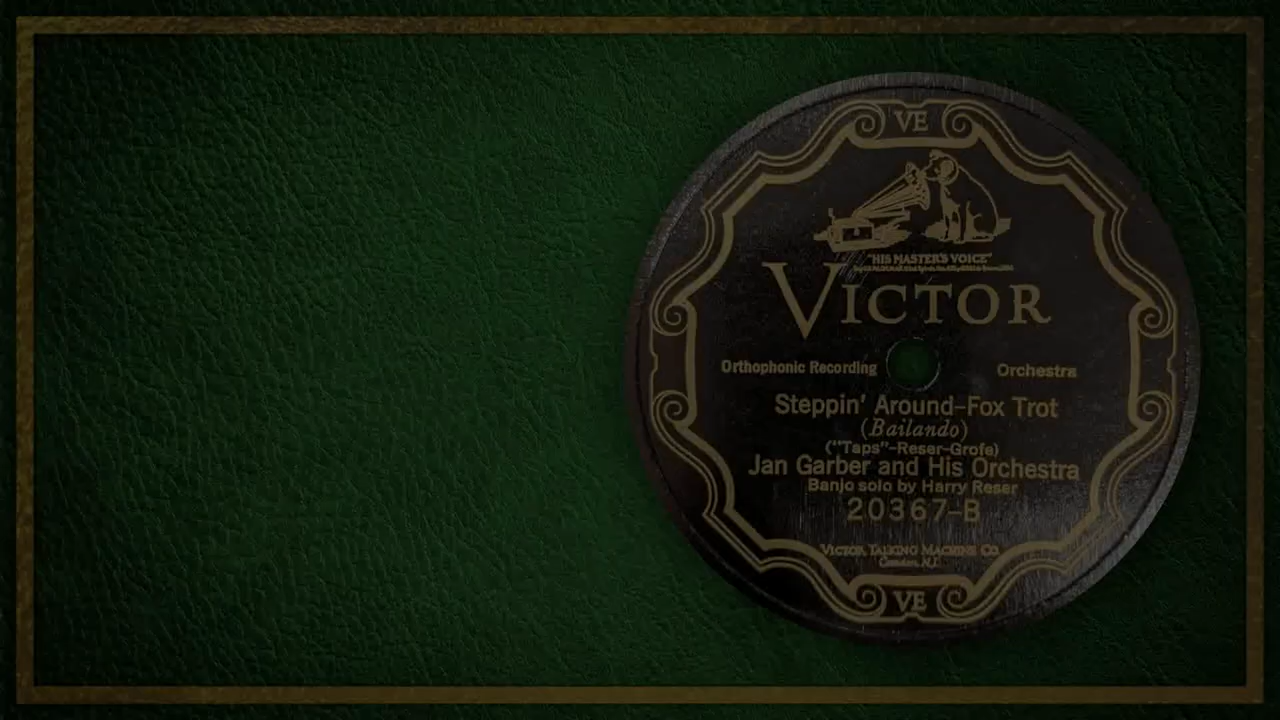 VE
"HIS MASTER'S VOICE"
VICTOR
Orthophonic Recording
Orchestra
Steppin' Around-Fox Trot
(Bailando)
("Taps"-Reser-Grofe)
Jan Garber and His Orchestra
Banjo solo by Harry Reser
20367-B
VICTOR TALKING MACHINE CO.
Camden, N.J.
VE